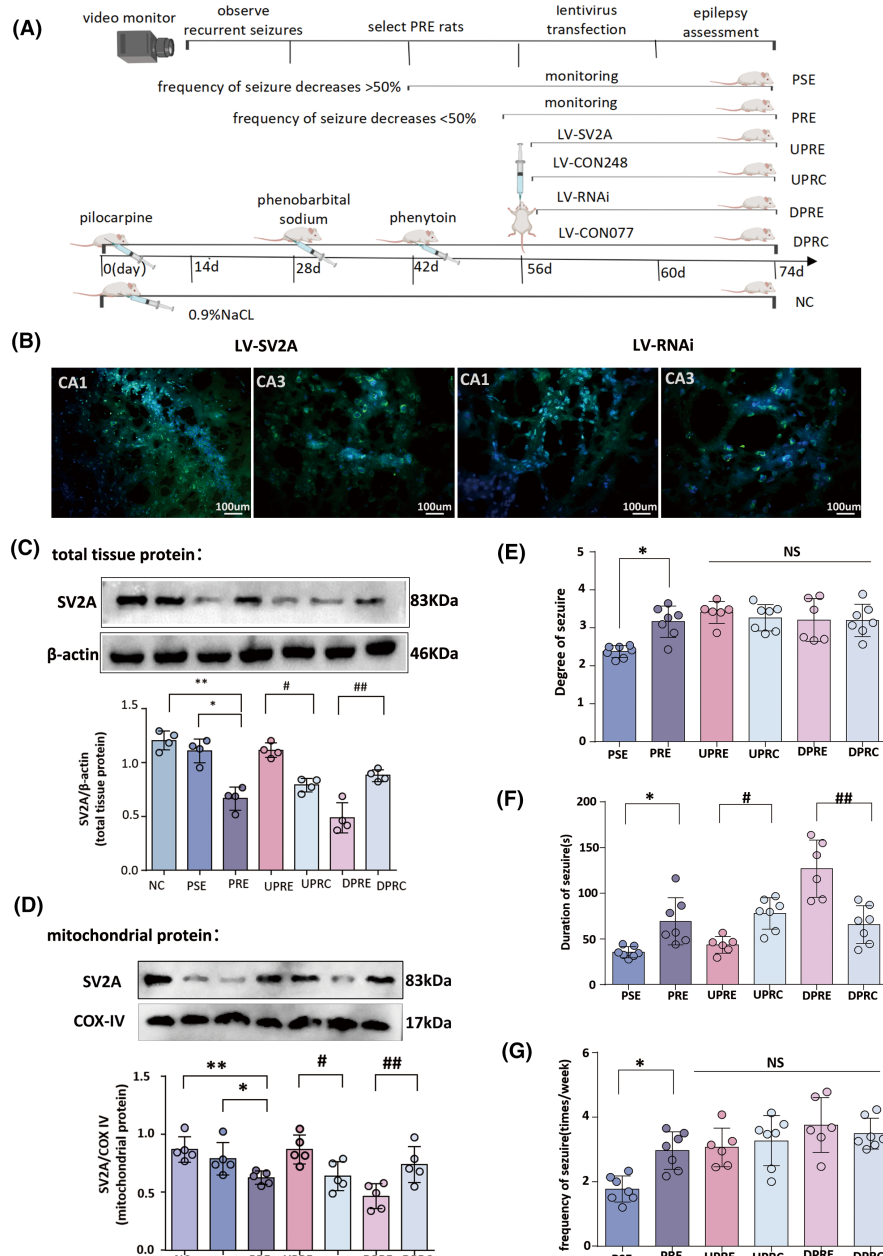 (A)
video monitor
observe
recurrent seizures
select PRE rats
lentivirus
transfection
epilepsy
assessment
frequency of seizure decreases >50%
monitoring
PSE
frequency of seizure decreases <50%
monitoring
PRE
LV-SV2A
UPRE
LV-CON248
UPRC
LV-RNAi
DPRE
LV-CON077
DPRC
pilocarpine
phenobarbital
sodium
phenytoin
0(day)
14d
28d
42d
56d
60d
74d
0.9%NaCL
NC
(B)
LV-SV2A
LV-RNAi
CA1
100um
CA3
100um
CA1
100um
CA3
100um
(C)
total tissue protein:
SV2A
83KDa
β-actin
46KDa
SV2A/β-actin
(total tissue protein)
1.5
1.0
0.5
0.0
**
*
#
##
NC
PSE
PRE
UPRE
UPRC
DPRE
DPRC
(D)
mitochondrial protein:
SV2A
83kDa
COX-IV
17kDa
SV2A/COX IV
(mitochondrial protein)
1.5
1.0
0.5
0.0
**
*
#
##
(E)
Degree of sezuire
5
4
3
2
1
0
*
NS
PSE
PRE
UPRE
UPRC
DPRE
DPRC
(F)
Duration of sezuire(s)
200
150
100
50
0
*
#
##
PSE
PRE
UPRE
UPRC
DPRE
DPRC
(G)
frequency of sezuire(times/week)
6
4
2
0
*
NS
PSE
PRE
UPRE
UPRC
DPRE
DPRC